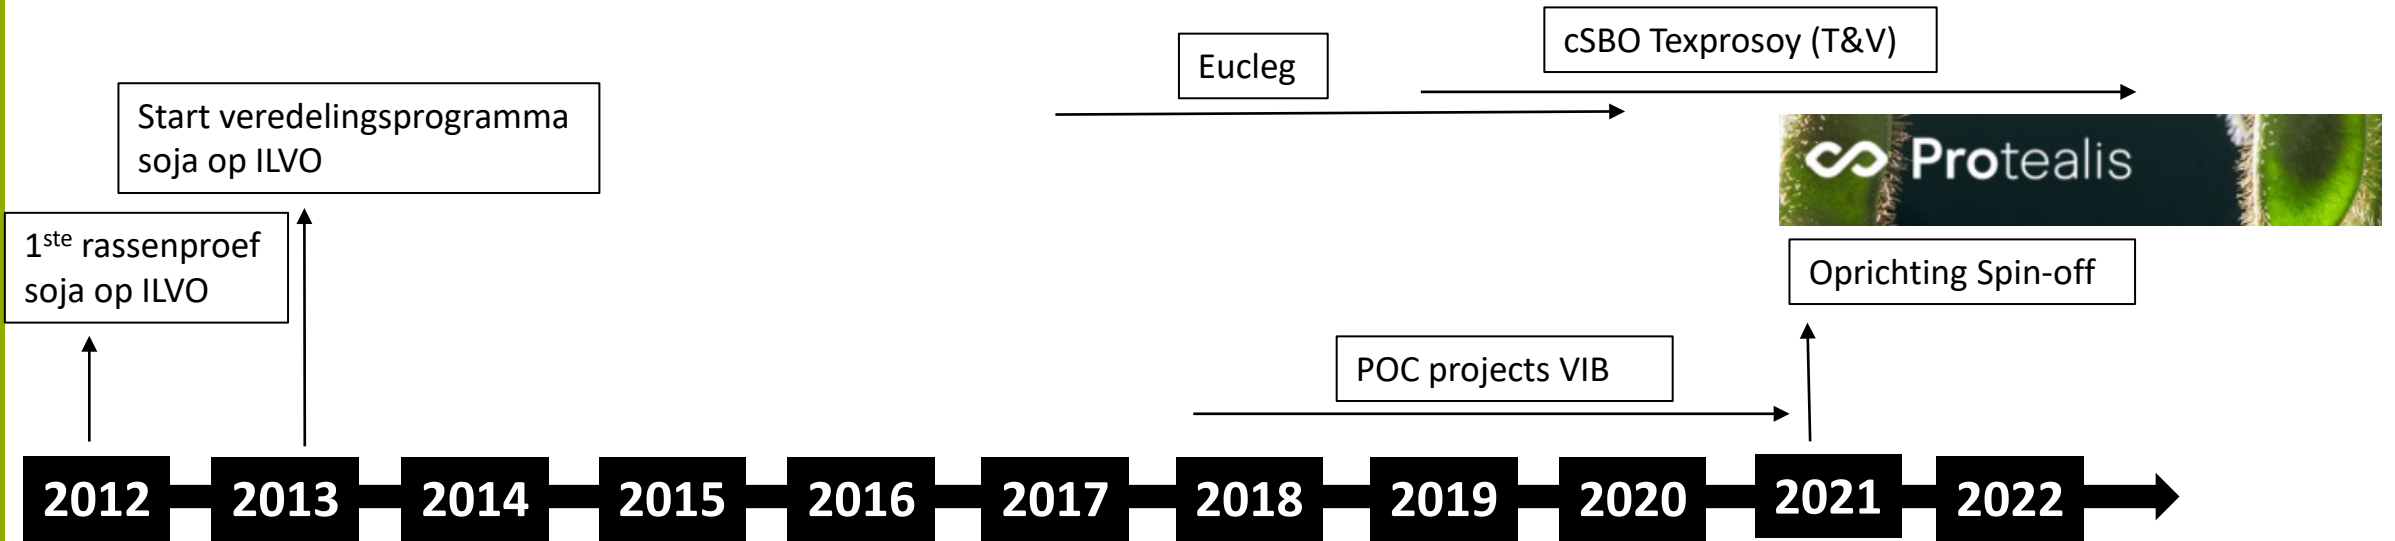 cSBO Texprosoy (T&V)
Eucleg
Start veredelingsprogramma
soja op ILVO
Protealis
1ste rassenproef
soja op ILVO
Oprichting Spin-off
POC projects VIB
2012 2013 2014 2015 2016 2017 2018 2019 2020 2021 2022